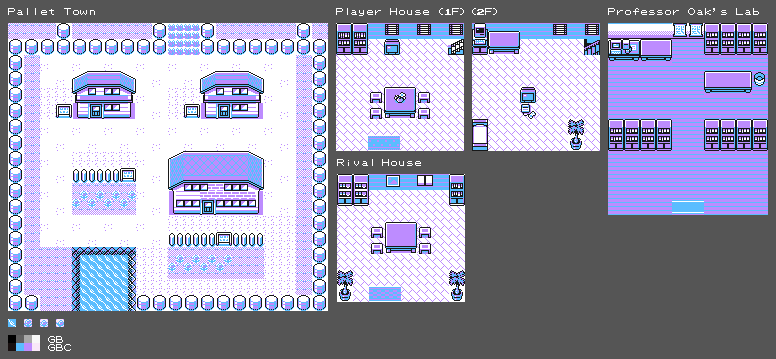 Pallet Town
Player House (1F) (2F)
Professor Oak's Lab
Rival House
GB
GBC